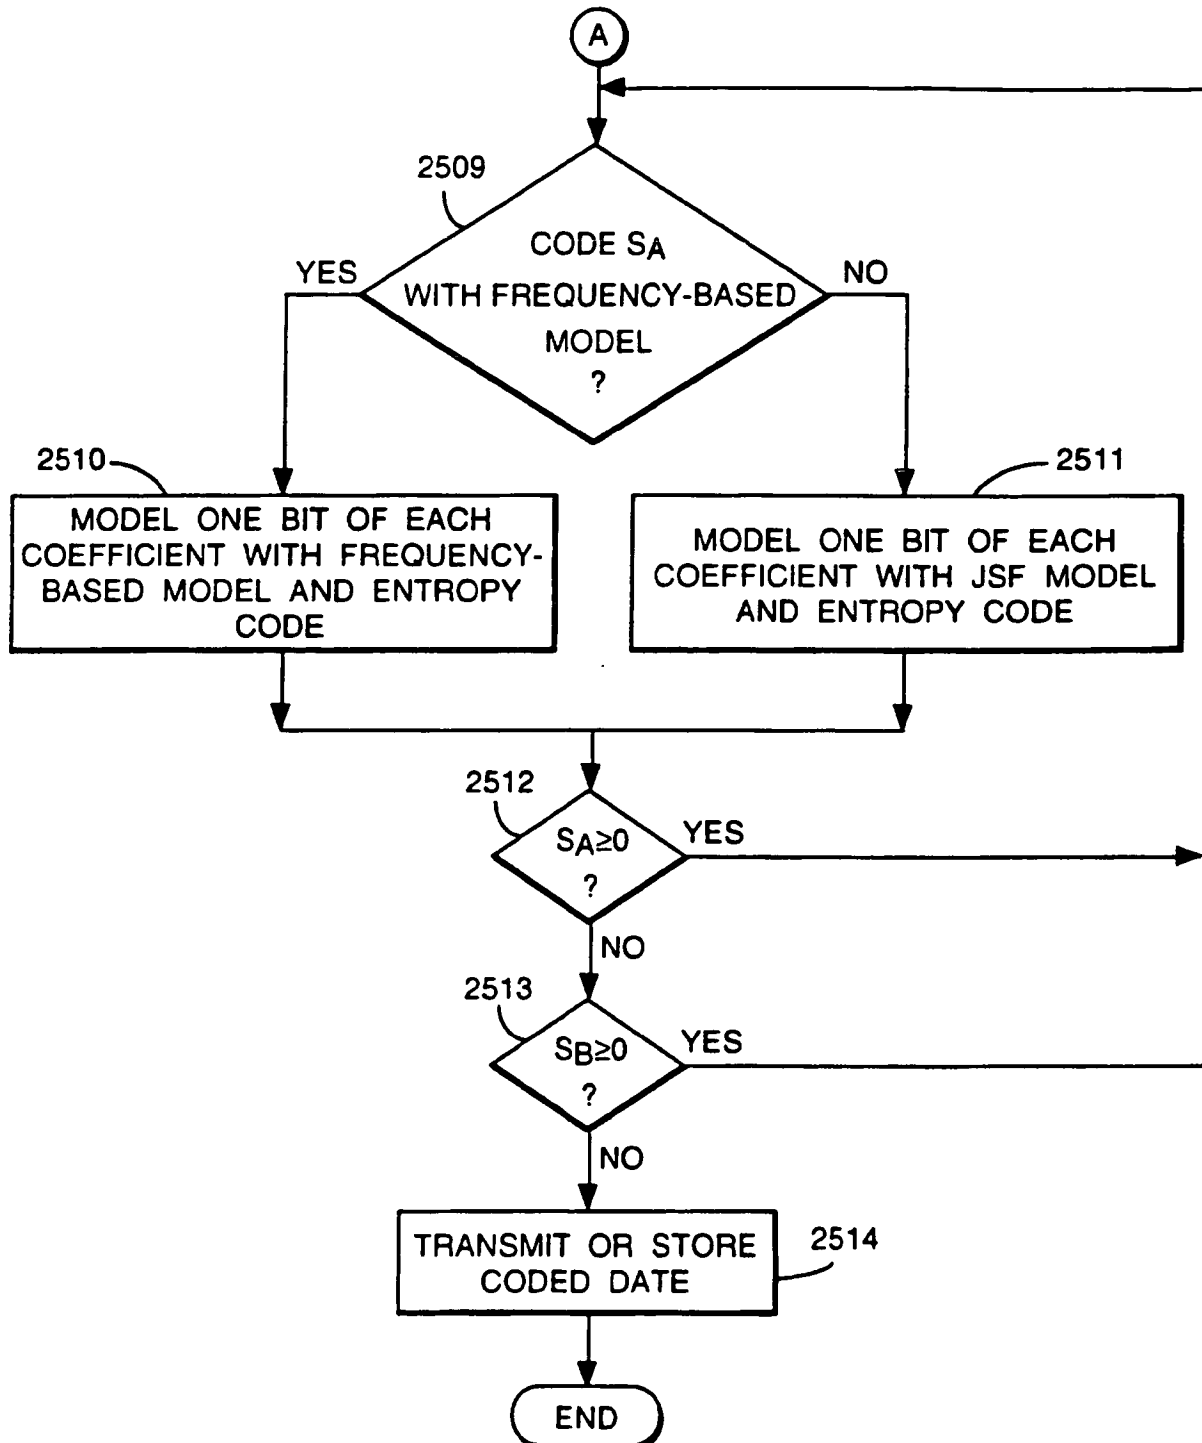 A
2509
CODE SA
YES
NO
WITH FREQUENCY-BASED
MODEL
?
2510
2511
MODEL ONE BIT OF EACH
COEFFICIENT WITH FREQUENCY-
BASED MODEL AND ENTROPY
CODE
MODEL ONE BIT OF EACH
COEFFICIENT WITH JSF MODEL
AND ENTROPY CODE
2512
SA≥0
?
YES
NO
2513
SB≥0
?
YES
NO
TRANSMIT OR STORE
CODED DATE
2514
END